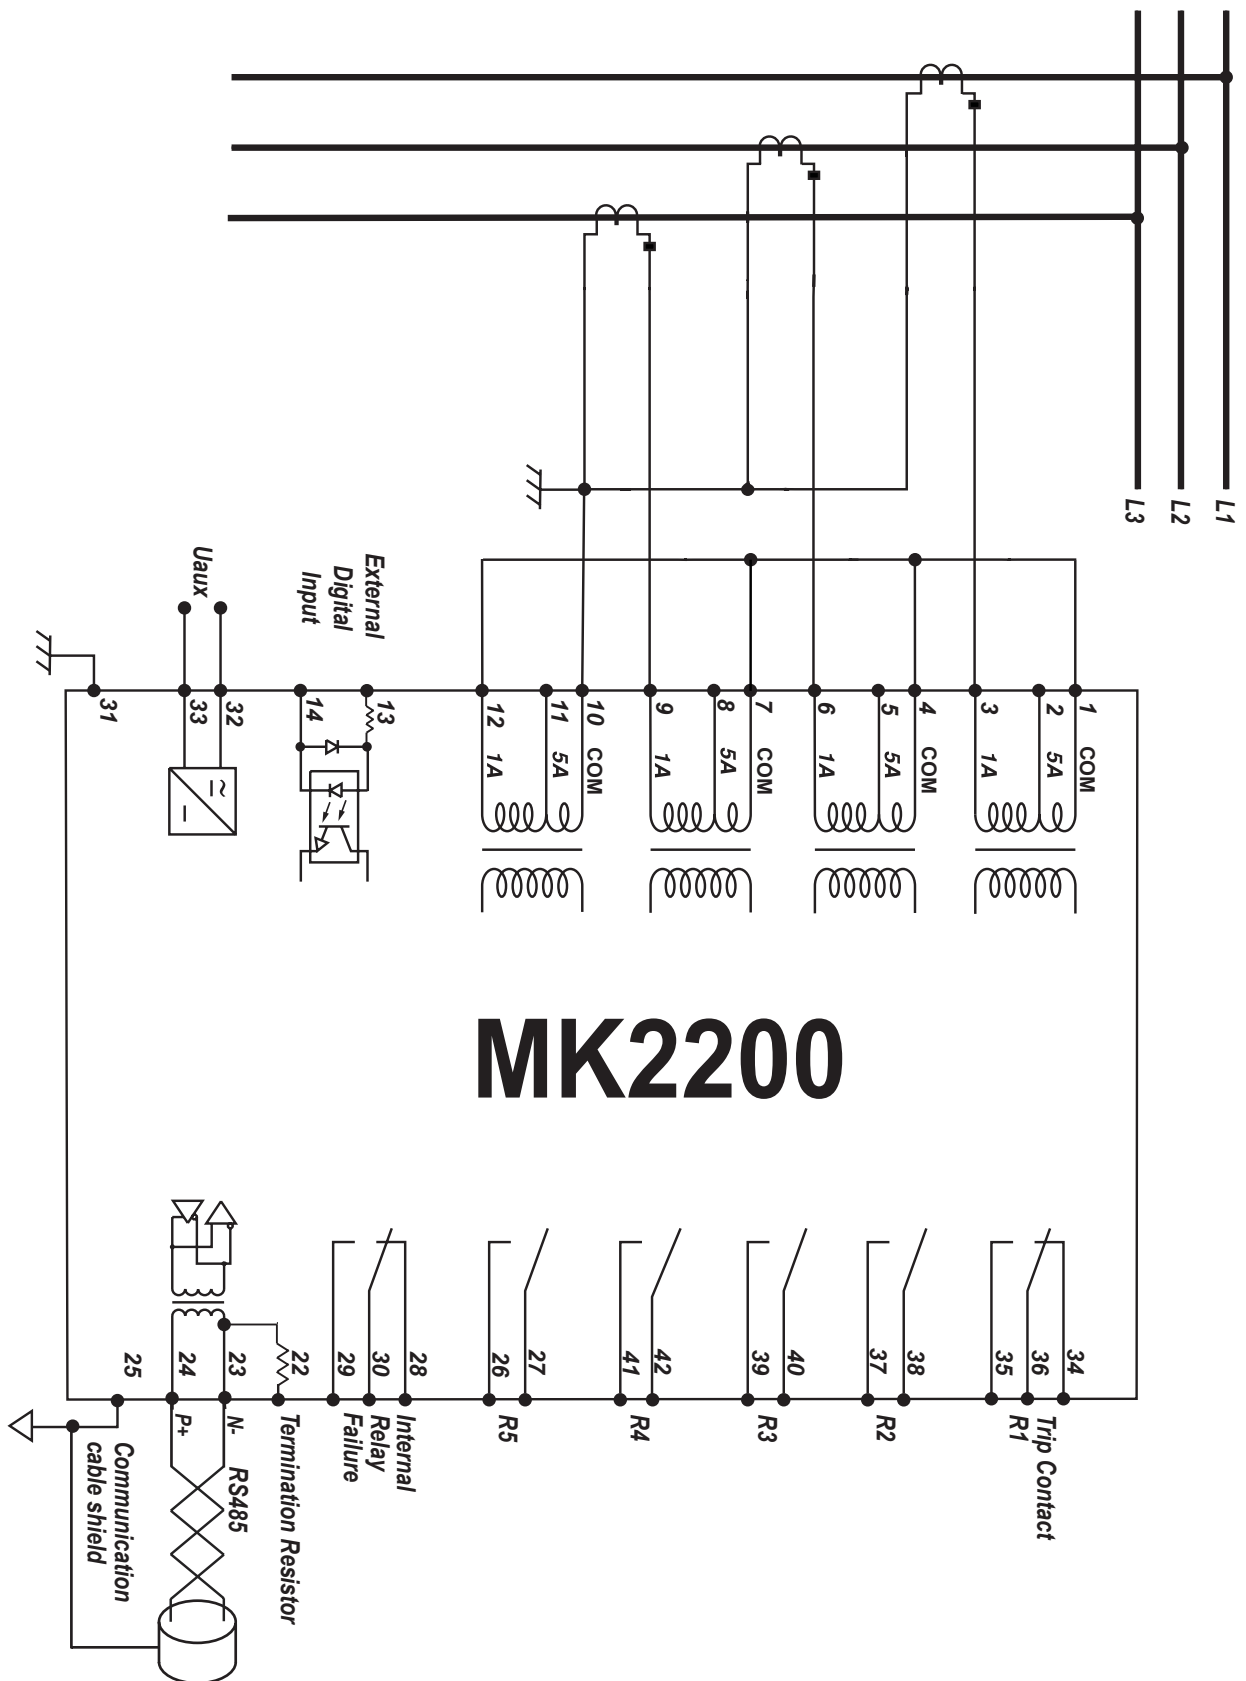 L1
L2
L3
Uaux
External
Digital
Input
31
33
32
14
13
12
11
10
9
8
7
6
5
4
3
2
1
1A
5A
COM
1A
5A
COM
1A
5A
COM
1A
5A
COM
~
MK2200
25
24
23
22
29
30
28
26
27
41
42
39
40
37
38
35
36
34
P+
N-
RS485
Communication
cable shield
Termination Resistor
Internal
Relay
Failure
R5
R4
R3
R2
Trip Contact
R1